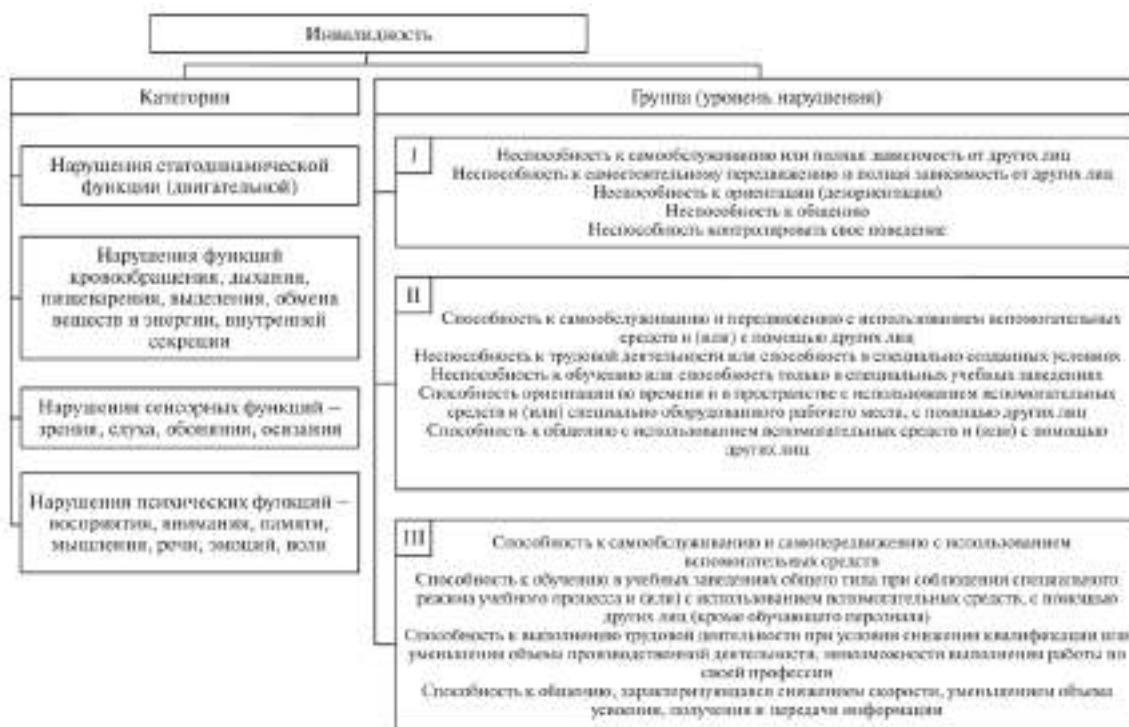 Инвалидность
Категория
Нарушения статодинамической
функции (двигательной)
Нарушения функций
кровообращения, дыхания,
пищеварения, выделения, обмена
веществ и энергии, внутренней
секреции
Нарушения сенсорных функций –
зрения, слуха, обоняния, осязания
Нарушения психических функций –
восприятия, внимания, памяти,
мышления, речи, эмоций, воли
Группа (уровень нарушения)
I
Неспособность к самообслуживанию или полная зависимость от других лиц
Неспособность к самостоятельному передвижению и полная зависимость от других лиц
Неспособность к ориентации (дезориентация)
Неспособность к общению
Неспособность контролировать свое поведение
II
Способность к самообслуживанию и передвижению с использованием вспомогательных
средств и (или) с помощью других лиц
Неспособность к трудовой деятельности или способность в специально созданных условиях
Неспособность к обучению или способность только в специальных учебных заведениях
Способность ориентации во времени и в пространстве с использованием вспомогательных
средств и (или) специально оборудованного рабочего места, с помощью других лиц
Способность к общению с использованием вспомогательных средств и (или) с помощью
других лиц
III
Способность к самообслуживанию и самопередвижению с использованием
вспомогательных средств
Способность к обучению в учебных заведениях общего типа при соблюдении специального
режима учебного процесса и (или) с использованием вспомогательных средств, с помощью
других лиц (кроме обучающего персонала)
Способность к выполнению трудовой деятельности при условии снижения квалификации или
уменьшения объема производственной деятельности, невозможности выполнения работы по
своей профессии
Способность к общению, характеризующаяся снижением скорости, уменьшением объема
усвоения, получения и передачи информации